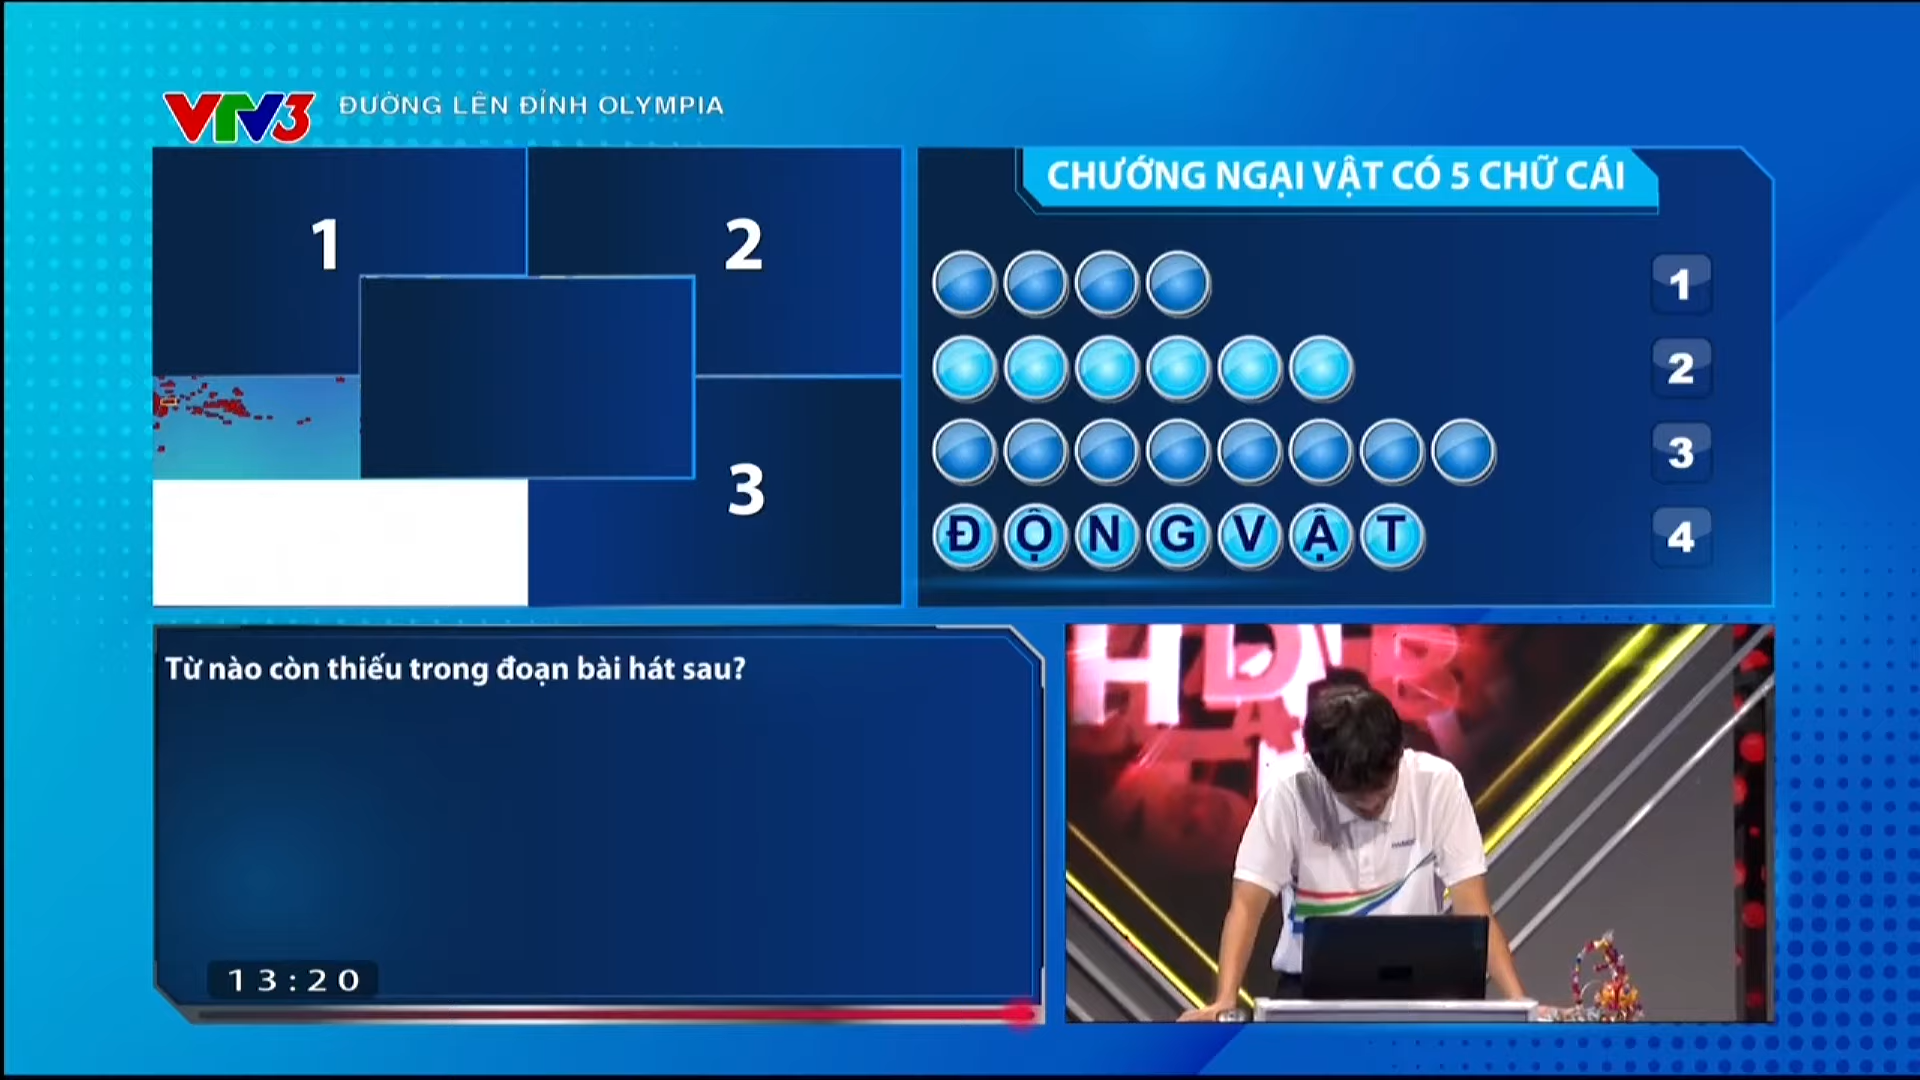 VTV3 ĐƯỜNG LÊN ĐỈNH OLYMPIA
1
2
3
CHƯỚNG NGẠI VẬT CÓ 5 CHỮ CÁI
1
2
3
ĐỘNGVẬT 4
Từ nào còn thiếu trong đoạn bài hát sau?
13:20